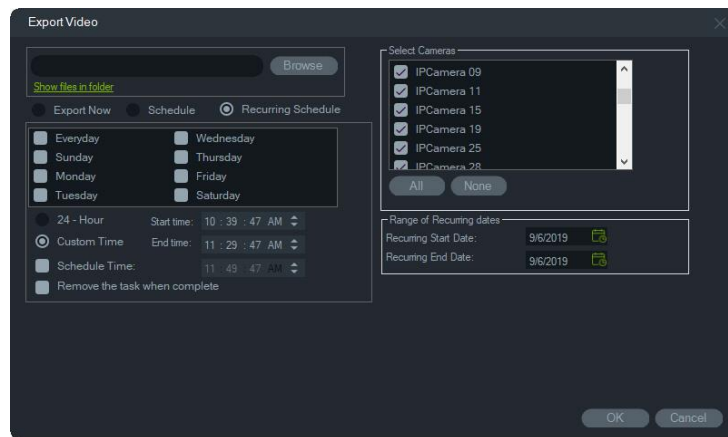 Export Video
Browse
Show files in folder
Export Now Schedule Recurring Schedule
Everyday Wednesday
Sunday Thursday
Monday Friday
Tuesday Saturday
24 - Hour Start time: 10 : 39 : 47 AM
Custom Time End time: 11 : 29 : 47 AM
Schedule Time: 11 49 47 AM
Remove the task when complete
Select Cameras
IPCamera 09
IPCamera 11
IPCamera 15
IPCamera 19
IPCamera 25
IPCamera 28
All None
Range of Recurring dates
Recurring Start Date: 9/6/2019
Recurring End Date: 9/6/2019
OK Cancel